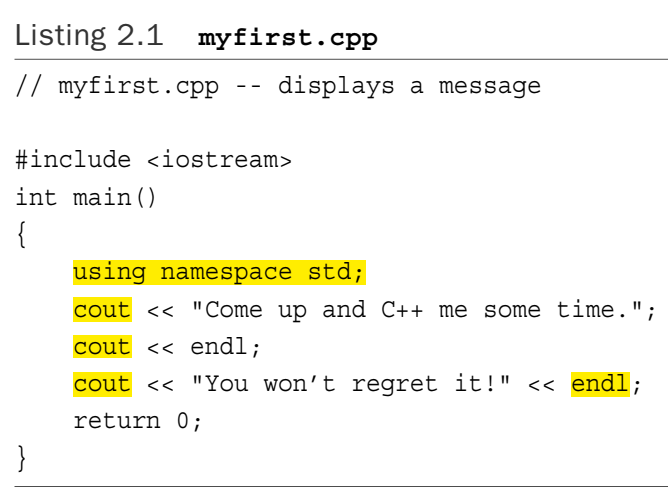 Listing 2.1 myfirst.cpp
// myfirst.cpp -- displays a message
#include <iostream>
int main()
{
using namespace std;
cout << "Come up and C++ me some time.";
cout << endl;
cout << "You won’t regret it!" << endl;
return 0;
}